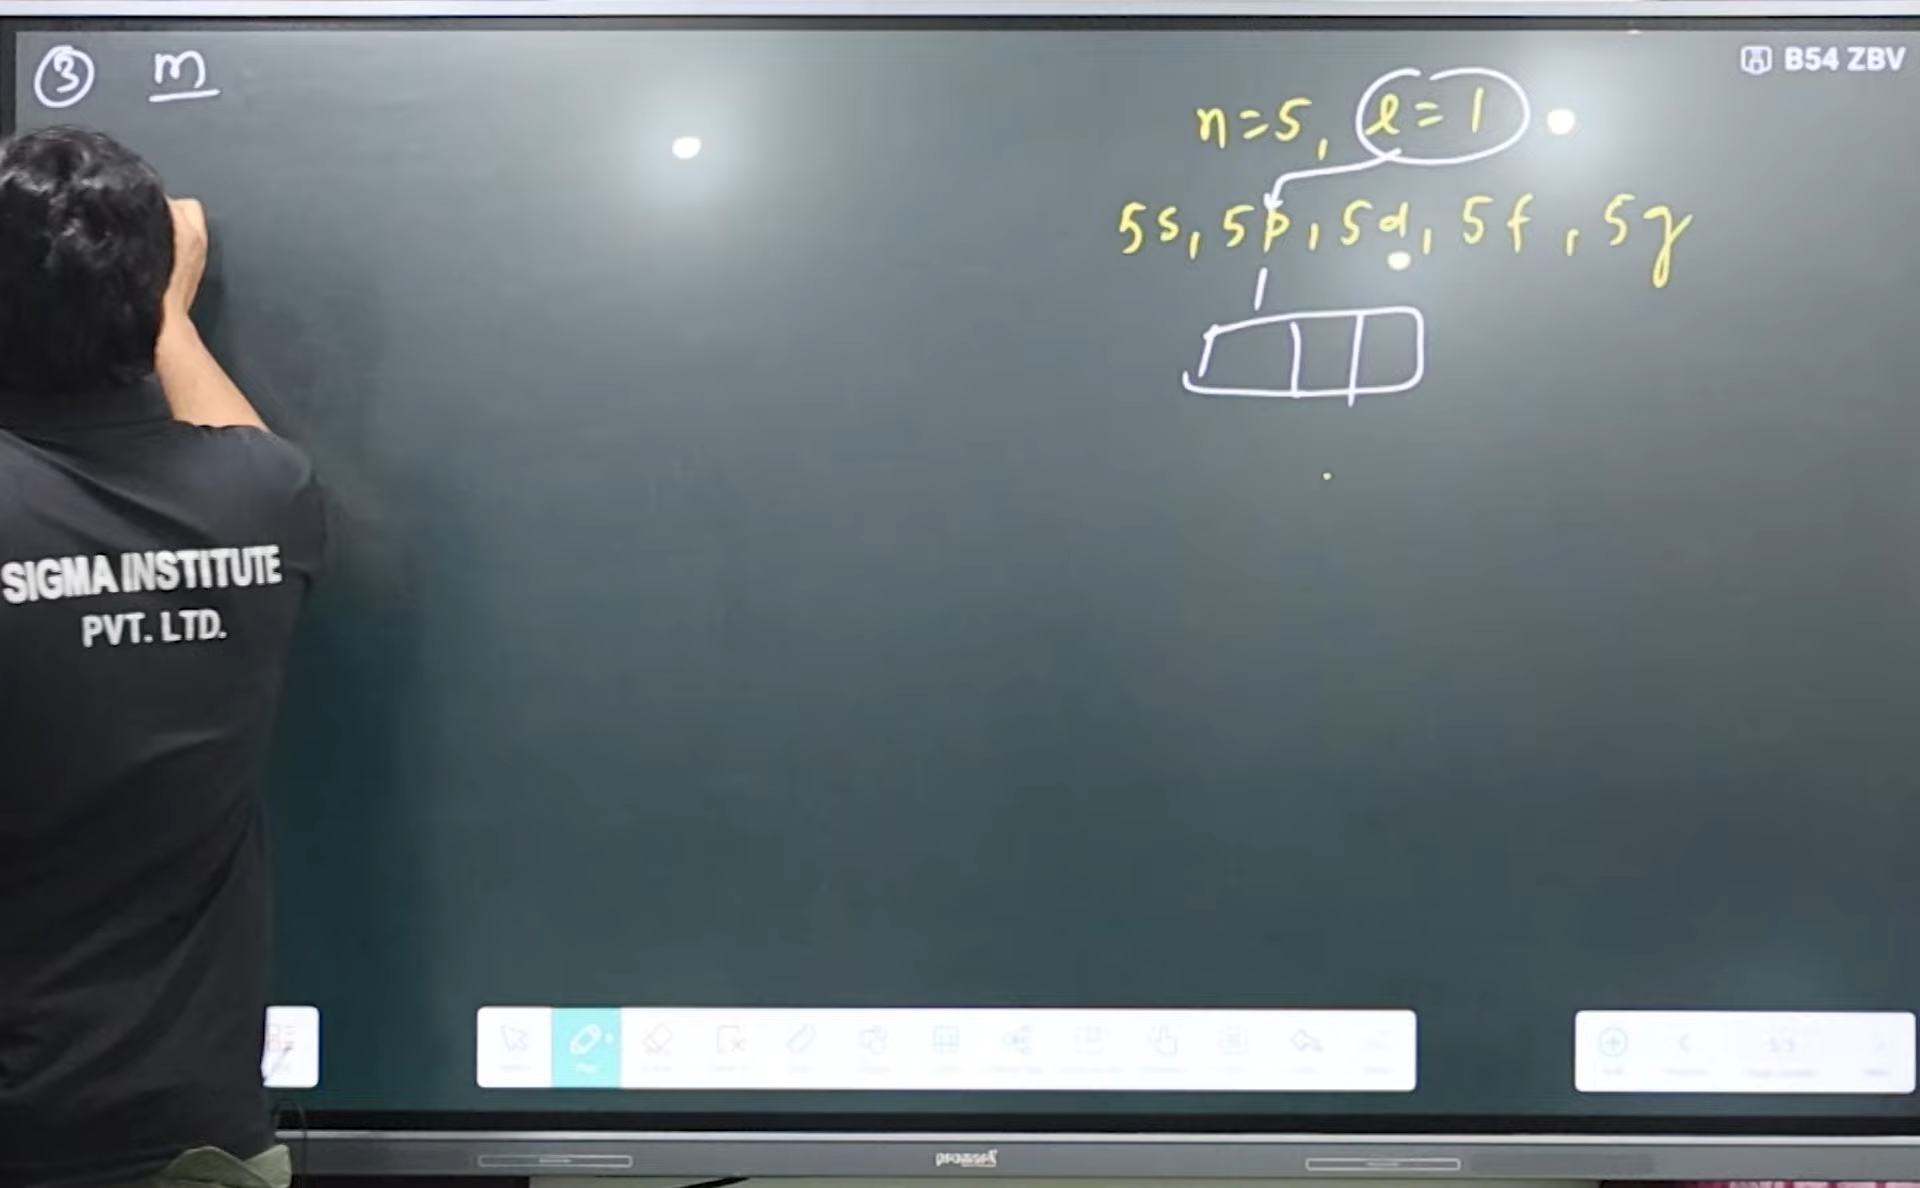 ③ m
B54 ZBV
n=5, l=1
5s, 5p, 5d, 5f, 5g
SIGMA INSTITUTE
PVT. LTD.